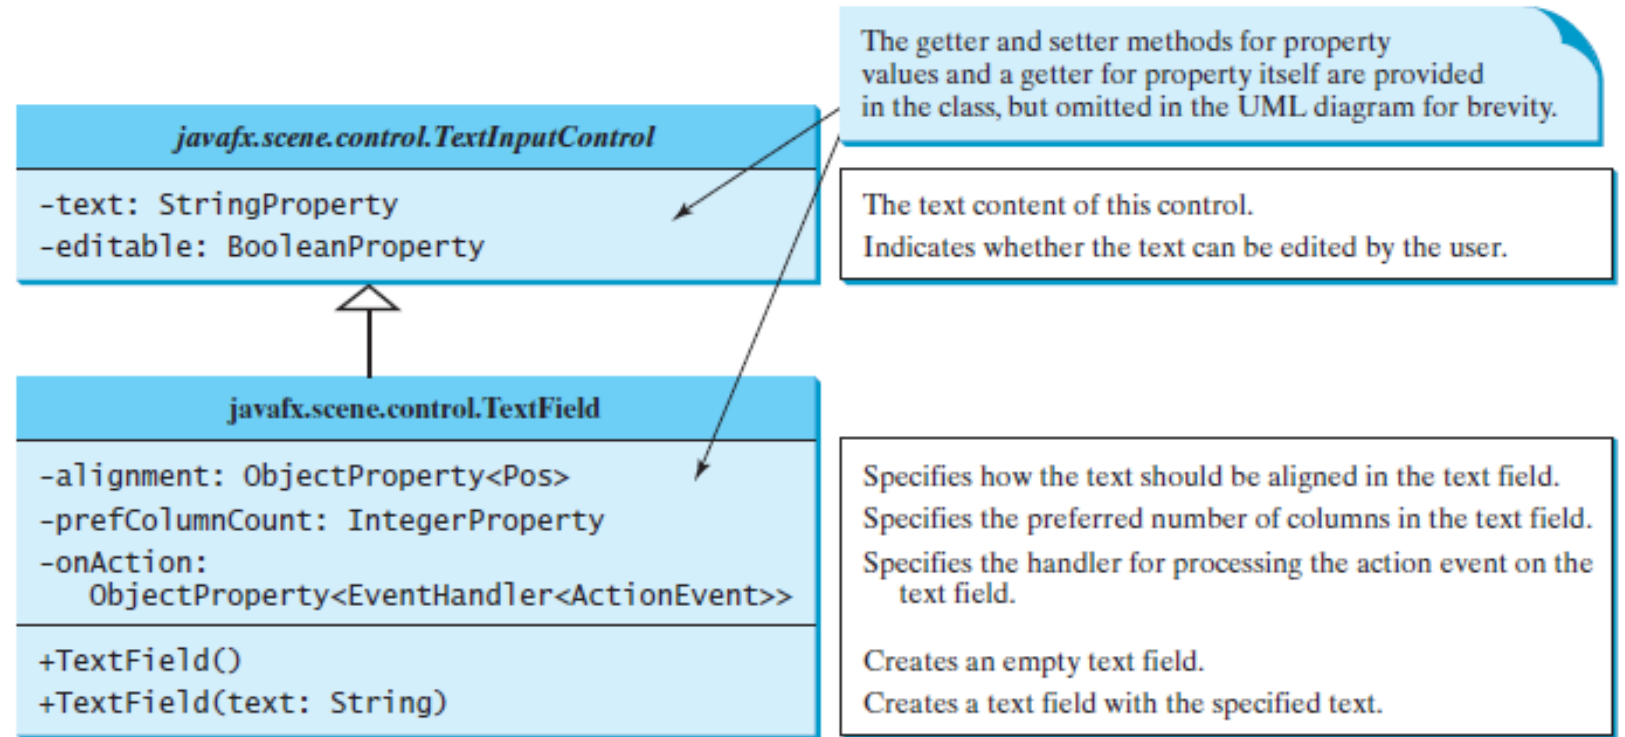 The getter and setter methods for property
values and a getter for property itself are provided
in the class, but omitted in the UML diagram for brevity.
javafx.scene.control.TextInputControl
-text: StringProperty
-editable: BooleanProperty
The text content of this control.
Indicates whether the text can be edited by the user.
javafx.scene.control.TextField
-alignment: ObjectProperty<Pos>
-prefColumnCount: IntegerProperty
-onAction:
ObjectProperty<EventHandler<ActionEvent>>
Specifies how the text should be aligned in the text field.
Specifies the preferred number of columns in the text field.
Specifies the handler for processing the action event on the
text field.
+TextField()
+TextField(text: String)
Creates an empty text field.
Creates a text field with the specified text.